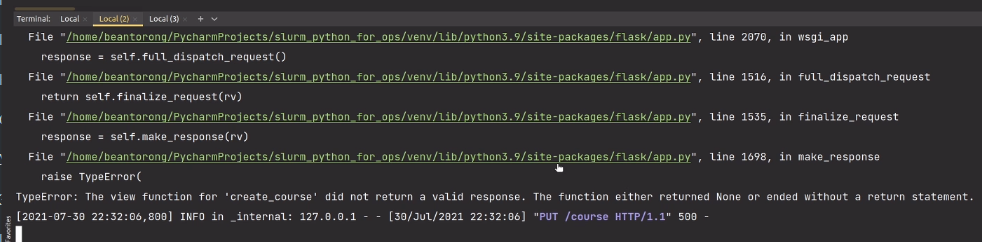 Terminal: Local × Local (2) × Local (3) × +
File "/home/beantorong/PycharmProjects/slurm_python_for_ops/venv/lib/python3.9/site-packages/flask/app.py", line 2070, in wsgi_app
response = self.full_dispatch_request()
File "/home/beantorong/PycharmProjects/slurm_python_for_ops/venv/lib/python3.9/site-packages/flask/app.py", line 1516, in full_dispatch_request
return self.finalize_request(rv)
File "/home/beantorong/PycharmProjects/slurm_python_for_ops/venv/lib/python3.9/site-packages/flask/app.py", line 1535, in finalize_request
response = self.make_response(rv)
File "/home/beantorong/PycharmProjects/slurm_python_for_ops/venv/lib/python3.9/site-packages/flask/app.py", line 1698, in make_response
raise TypeError(
TypeError: The view function for 'create_course' did not return a valid response. The function either returned None or ended without a return statement.
[2021-07-30 22:32:06,800] INFO in _internal: 127.0.0.1 - - [30/Jul/2021 22:32:06] "PUT /course HTTP/1.1" 500 -
Favorites